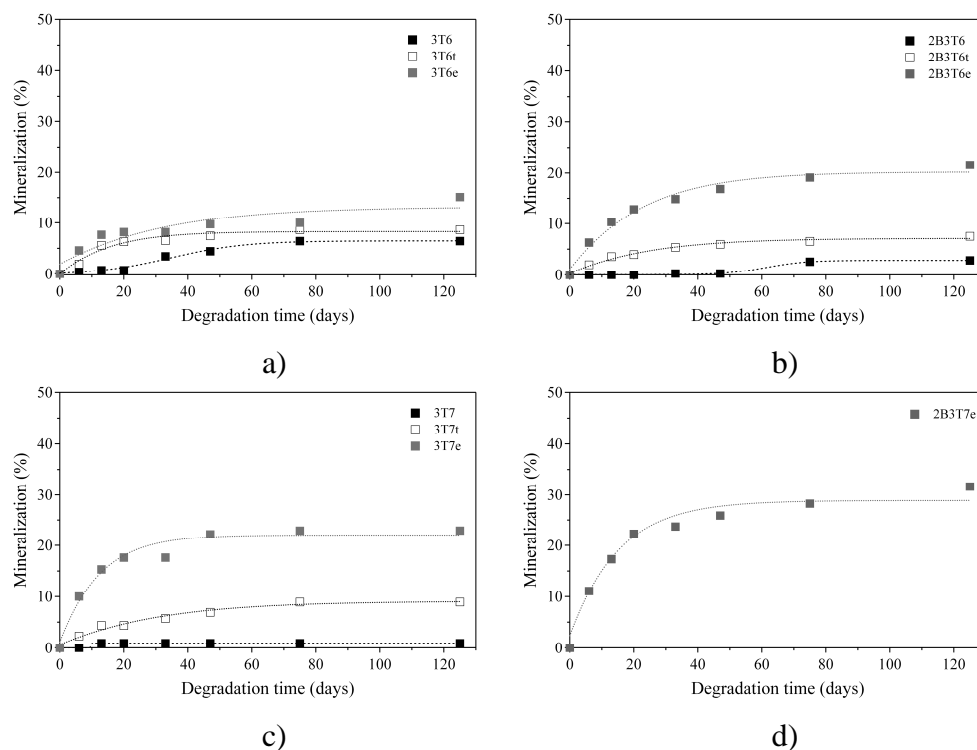 50
40
30
20
10
0
Mineralization (%)
3T6
3T6t
3T6e
0 20 40 60 80 100 120
Degradation time (days)
a)
50
40
30
20
10
0
Mineralization (%)
2B3T6
2B3T6t
2B3T6e
0 20 40 60 80 100 120
Degradation time (days)
b)
50
40
30
20
10
0
Mineralization (%)
3T7
3T7t
3T7e
0 20 40 60 80 100 120
Degradation time (days)
c)
50
40
30
20
10
0
Mineralization (%)
2B3T7e
0 20 40 60 80 100 120
Degradation time (days)
d)